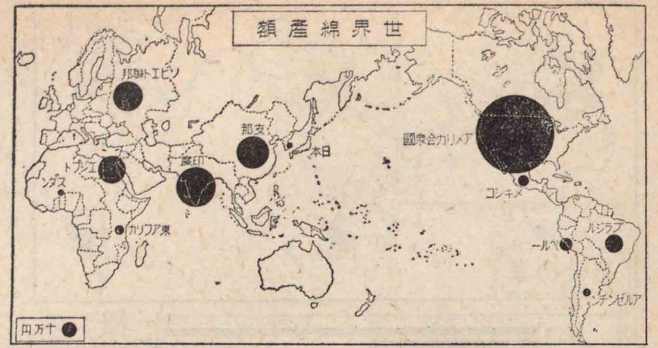 世界綿產額
ソビエト聯邦
支那
日本
印度
エジプト
スダン
東アフリカ
アメリカ合衆國
メキシコ
ブラジル
ペルー
アルゼンチン
十万円